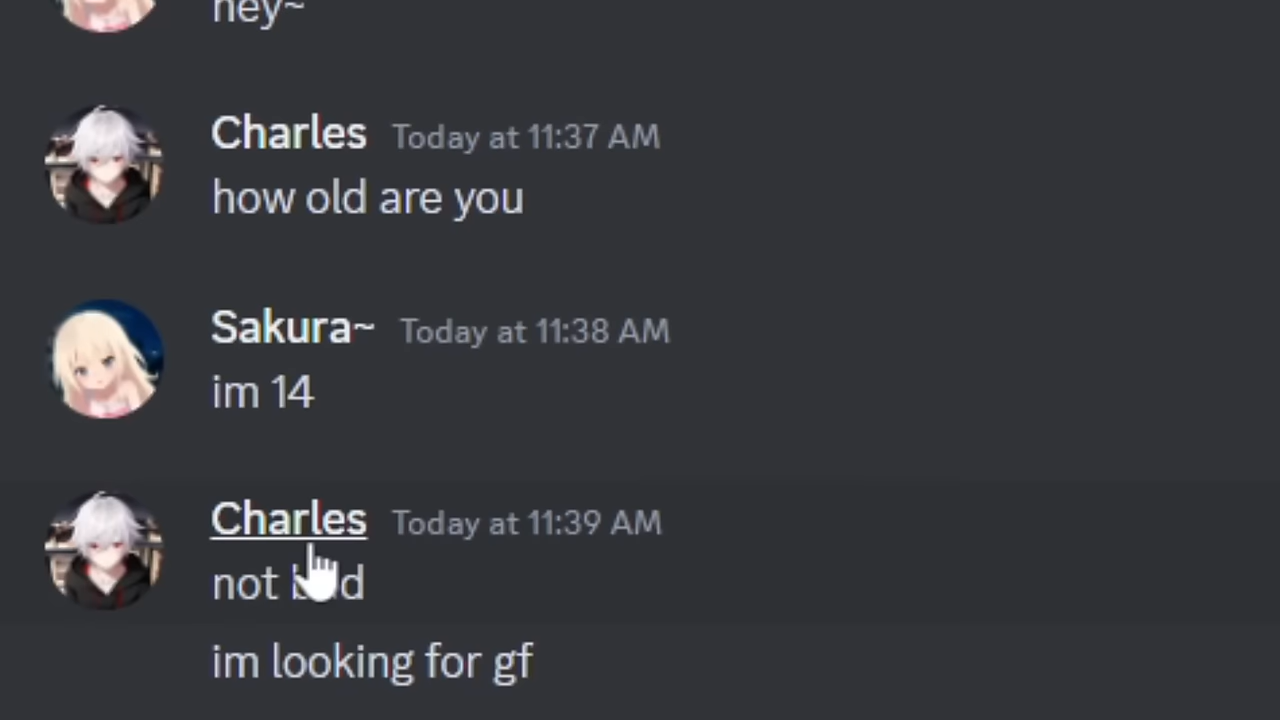 hey~
Charles Today at 11:37 AM
how old are you
Sakura~ Today at 11:38 AM
im 14
Charles Today at 11:39 AM
not bad
im looking for gf